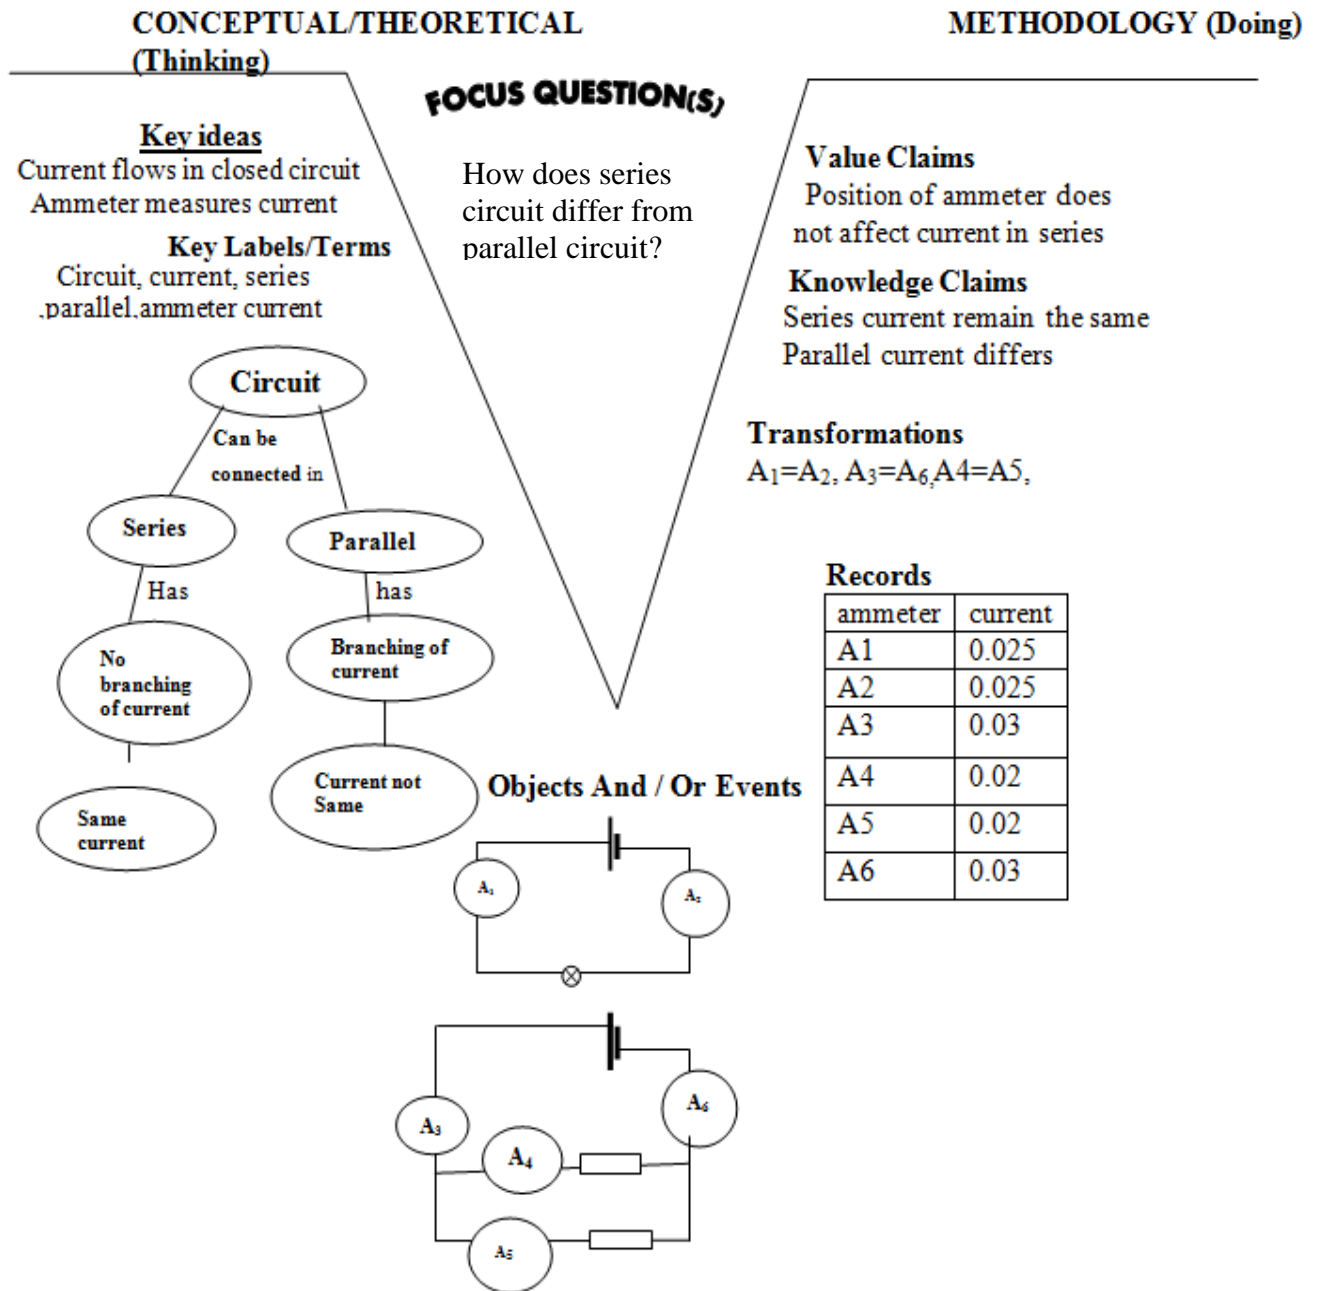 CONCEPTUAL/THEORETICAL
(Thinking)
METHODOLOGY (Doing)
FOCUS QUESTION(S)
How does series
circuit differ from
parallel circuit?
Key ideas
Current flows in closed circuit
Ammeter measures current
Key Labels/Terms
Circuit, current, series
,parallel,ammeter current
Circuit
Can be
connected in
Series
Parallel
Has
has
No
branching
of current
Branching of
current
Same
current
Current not
Same
Value Claims
Position of ammeter does
not affect current in series
Knowledge Claims
Series current remain the same
Parallel current differs
Transformations
A₁=A₂, A₃=A₆,A4=A5,
Records
ammeter current
A1 0.025
A2 0.025
A3 0.03
A4 0.02
A5 0.02
A6 0.03
Objects And / Or Events
A₁
A₂
A₃
A₆
A₄
A₅